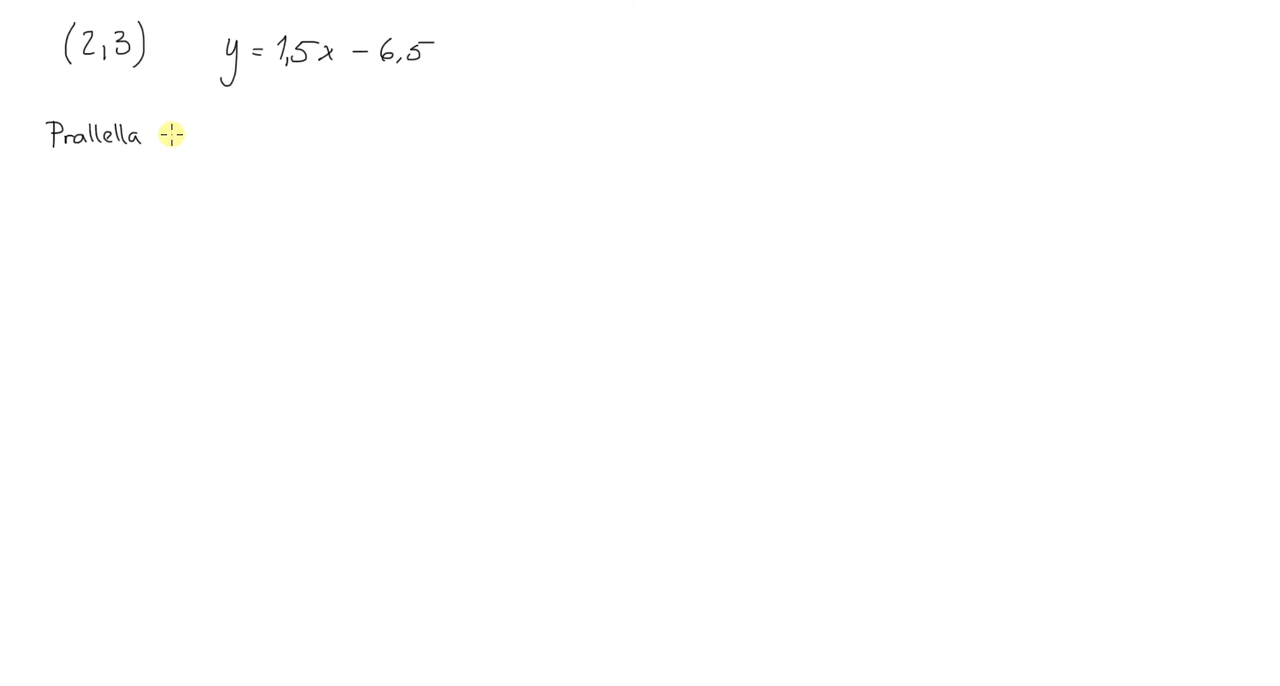 (2,3) y = 1,5x - 6,5
Prallella